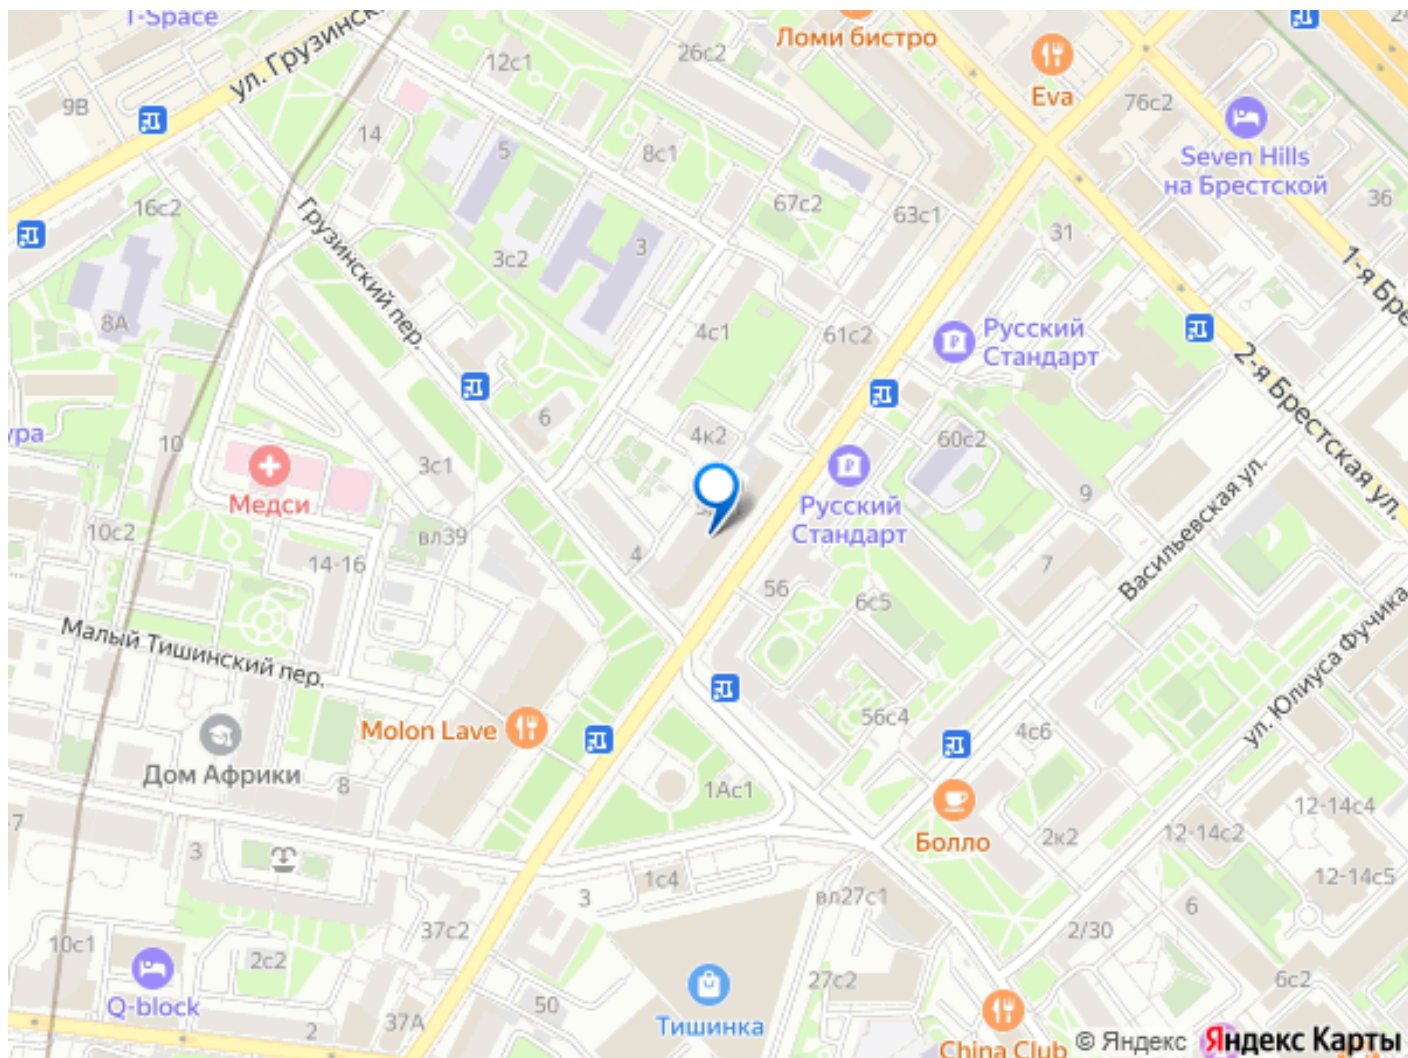 T-Space
ул. Грузинск
12с1
26с2
Ломи бистро
Eva
76с2
9В
14
5
8с1
Seven Hills
на Брестской
36
16с2
Грузинский пер.
3с2
3
67с2
63с1
31
1-я Бре
8А
4с1
61с2
Русский
Стандарт
2-я Брестская ул.
6
4к2
60с2
ура
10
3с1
Медси
Русский
Стандарт
9
Васильевская ул.
10с2
вл39
14-16
4
56
6с5
7
Малый Тишинский пер.
ул. Юлиуса Фучика
Molon Lave
56с4
4с6
Дом Африки
8
1Ас1
Болло
2к2
12-14с4
12-14с2
12-14с5
-7
3
1с4
3
вл27с1
6
10с1
37с2
2/30
2с2
27с2
6с2
Q-block
50
2
37А
Тишинка
China Club
© Яндекс Яндекс Карты